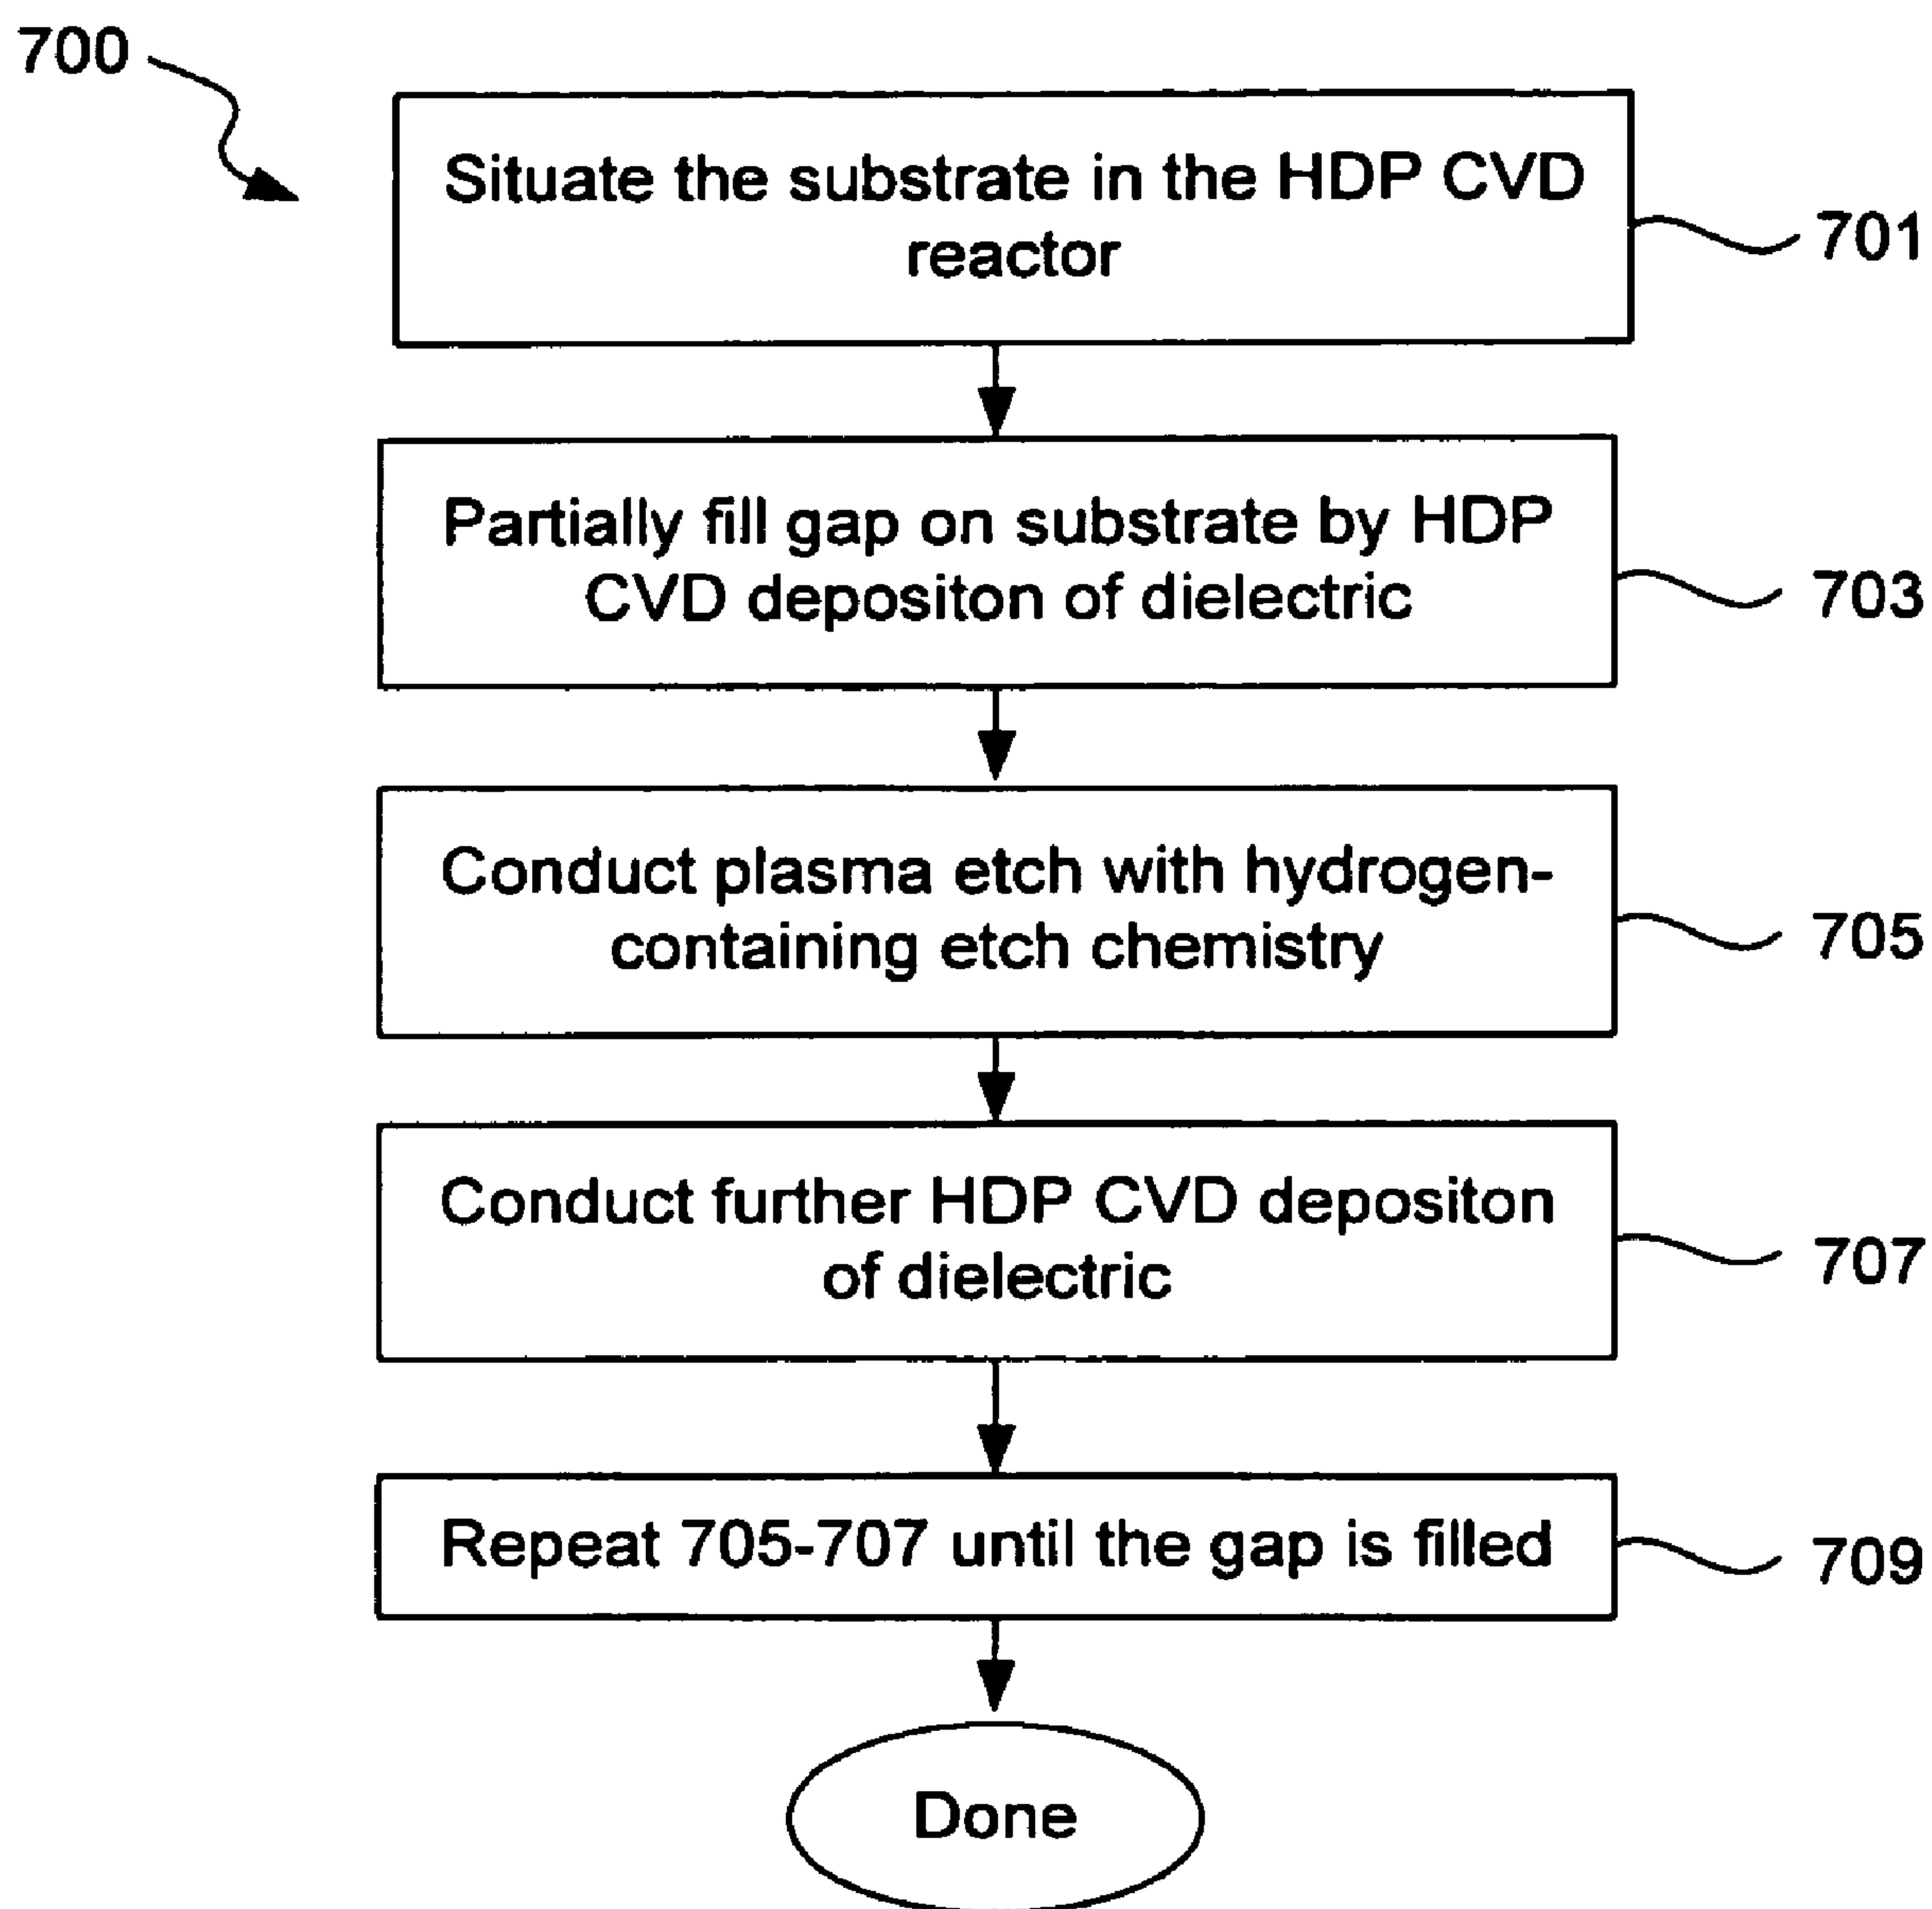 700
Situate the substrate in the HDP CVD
reactor
701
Partially fill gap on substrate by HDP
CVD depositon of dielectric
703
Conduct plasma etch with hydrogen-
containing etch chemistry
705
Conduct further HDP CVD depositon
of dielectric
707
Repeat 705-707 until the gap is filled
709
Done